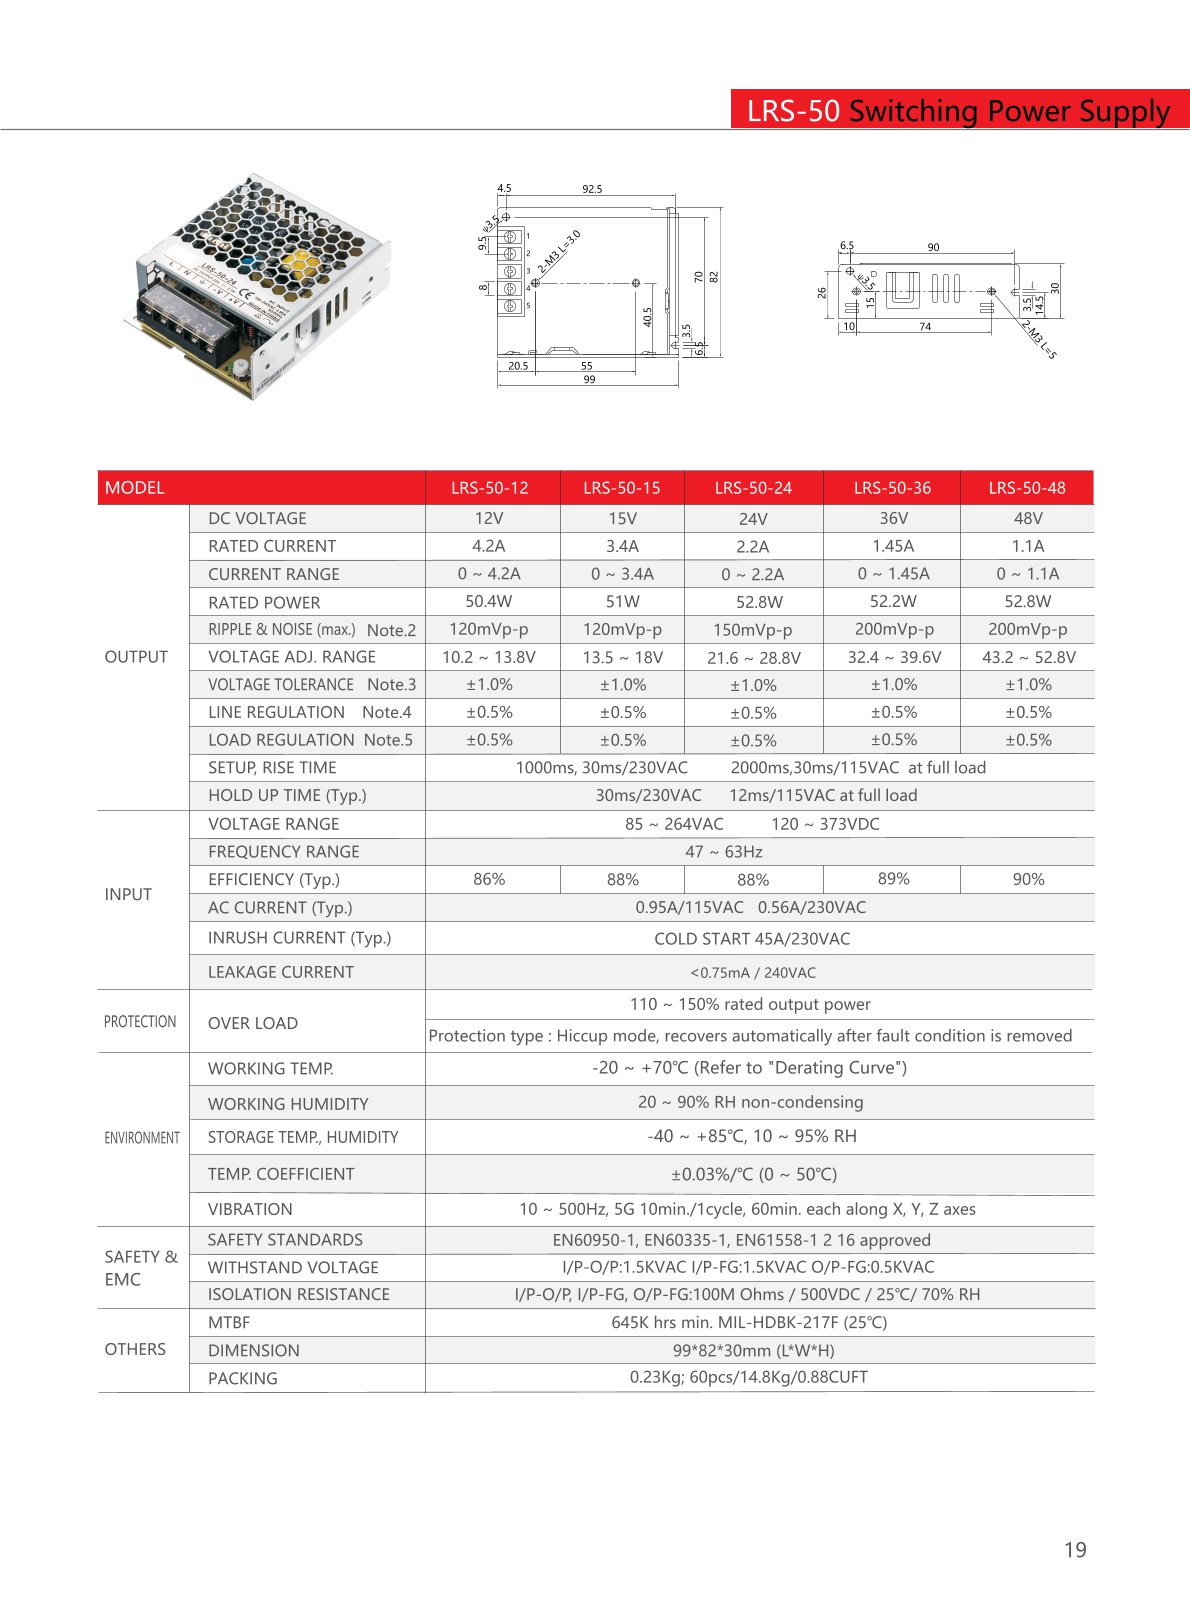 LRS-50 Switching Power Supply
LRS-50-24
L N ⏚ -V +V
AC INPUT
CE
4.5 92.5
φ3.5
9.5
8
1
2
3
4
5
2-M3 L=3.0
40.5
3.5
6.5
70
82
20.5 55
99
6.5 90
φ3.5
26
15
10 74
3.5
14.5
30
2-M3 L=5
MODEL LRS-50-12 LRS-50-15 LRS-50-24 LRS-50-36 LRS-50-48
OUTPUT
DC VOLTAGE 12V 15V 24V 36V 48V
RATED CURRENT 4.2A 3.4A 2.2A 1.45A 1.1A
CURRENT RANGE 0 ~ 4.2A 0 ~ 3.4A 0 ~ 2.2A 0 ~ 1.45A 0 ~ 1.1A
RATED POWER 50.4W 51W 52.8W 52.2W 52.8W
RIPPLE & NOISE (max.) Note.2 120mVp-p 120mVp-p 150mVp-p 200mVp-p 200mVp-p
VOLTAGE ADJ. RANGE 10.2 ~ 13.8V 13.5 ~ 18V 21.6 ~ 28.8V 32.4 ~ 39.6V 43.2 ~ 52.8V
VOLTAGE TOLERANCE Note.3 ±1.0% ±1.0% ±1.0% ±1.0% ±1.0%
LINE REGULATION Note.4 ±0.5% ±0.5% ±0.5% ±0.5% ±0.5%
LOAD REGULATION Note.5 ±0.5% ±0.5% ±0.5% ±0.5% ±0.5%
SETUP, RISE TIME 1000ms, 30ms/230VAC 2000ms,30ms/115VAC at full load
HOLD UP TIME (Typ.) 30ms/230VAC 12ms/115VAC at full load
INPUT
VOLTAGE RANGE 85 ~ 264VAC 120 ~ 373VDC
FREQUENCY RANGE 47 ~ 63Hz
EFFICIENCY (Typ.) 86% 88% 88% 89% 90%
AC CURRENT (Typ.) 0.95A/115VAC 0.56A/230VAC
INRUSH CURRENT (Typ.) COLD START 45A/230VAC
LEAKAGE CURRENT <0.75mA / 240VAC
PROTECTION
OVER LOAD 110 ~ 150% rated output power
Protection type : Hiccup mode, recovers automatically after fault condition is removed
ENVIRONMENT
WORKING TEMP. -20 ~ +70℃ (Refer to "Derating Curve")
WORKING HUMIDITY 20 ~ 90% RH non-condensing
STORAGE TEMP., HUMIDITY -40 ~ +85℃, 10 ~ 95% RH
TEMP. COEFFICIENT ±0.03%/℃ (0 ~ 50℃)
VIBRATION 10 ~ 500Hz, 5G 10min./1cycle, 60min. each along X, Y, Z axes
SAFETY &
EMC
SAFETY STANDARDS EN60950-1, EN60335-1, EN61558-1 2 16 approved
WITHSTAND VOLTAGE I/P-O/P:1.5KVAC I/P-FG:1.5KVAC O/P-FG:0.5KVAC
ISOLATION RESISTANCE I/P-O/P, I/P-FG, O/P-FG:100M Ohms / 500VDC / 25℃/ 70% RH
OTHERS
MTBF 645K hrs min. MIL-HDBK-217F (25℃)
DIMENSION 99*82*30mm (L*W*H)
PACKING 0.23Kg; 60pcs/14.8Kg/0.88CUFT
19